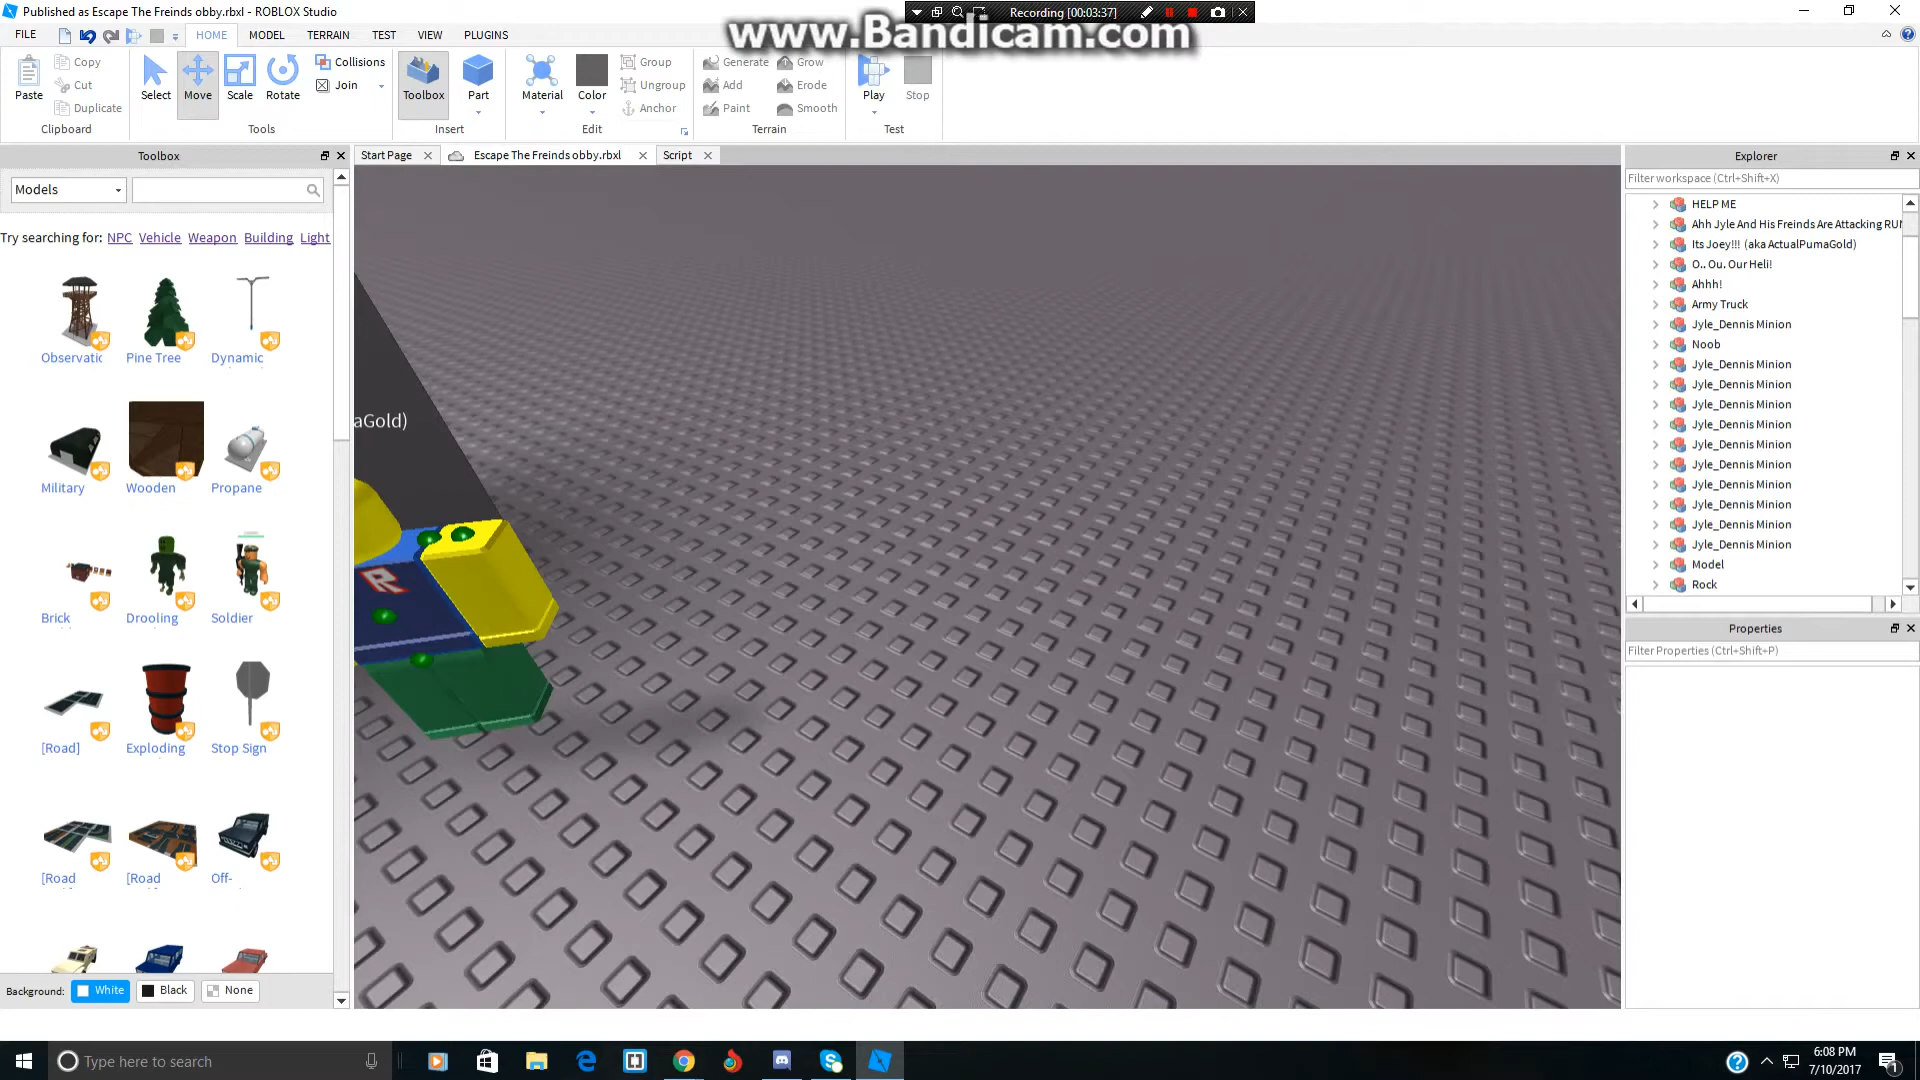 Published as Escape The Freinds obby.rbxl - ROBLOX Studio
Recording [00:03:37]
www.Bandicam.com
FILE HOME MODEL TERRAIN TEST VIEW PLUGINS
Paste
Copy
Cut
Duplicate
Clipboard
Select
Move
Scale
Rotate
Collisions
Join
Tools
Toolbox
Part
Insert
Material
Color
Group
Ungroup
Anchor
Edit
Generate
Grow
Add
Erode
Paint
Smooth
Terrain
Play
Stop
Test
Toolbox
Models
Try searching for: NPC Vehicle Weapon Building Light
Observatic
Pine Tree
Dynamic
Military
Wooden
Propane
Brick
Drooling
Soldier
[Road]
Exploding
Stop Sign
[Road
[Road
Off-
Background: White Black None
Start Page
Escape The Freinds obby.rbxl
Script
aGold)
R
Explorer
Filter workspace (Ctrl+Shift+X)
HELP ME
Ahh Jyle And His Freinds Are Attacking RUI
Its Joey!!! (aka ActualPumaGold)
O.. Ou. Our Heli!
Ahhh!
Army Truck
Jyle_Dennis Minion
Noob
Jyle_Dennis Minion
Jyle_Dennis Minion
Jyle_Dennis Minion
Jyle_Dennis Minion
Jyle_Dennis Minion
Jyle_Dennis Minion
Jyle_Dennis Minion
Jyle_Dennis Minion
Jyle_Dennis Minion
Jyle_Dennis Minion
Model
Rock
Properties
Filter Properties (Ctrl+Shift+P)
Type here to search
6:08 PM
7/10/2017
1